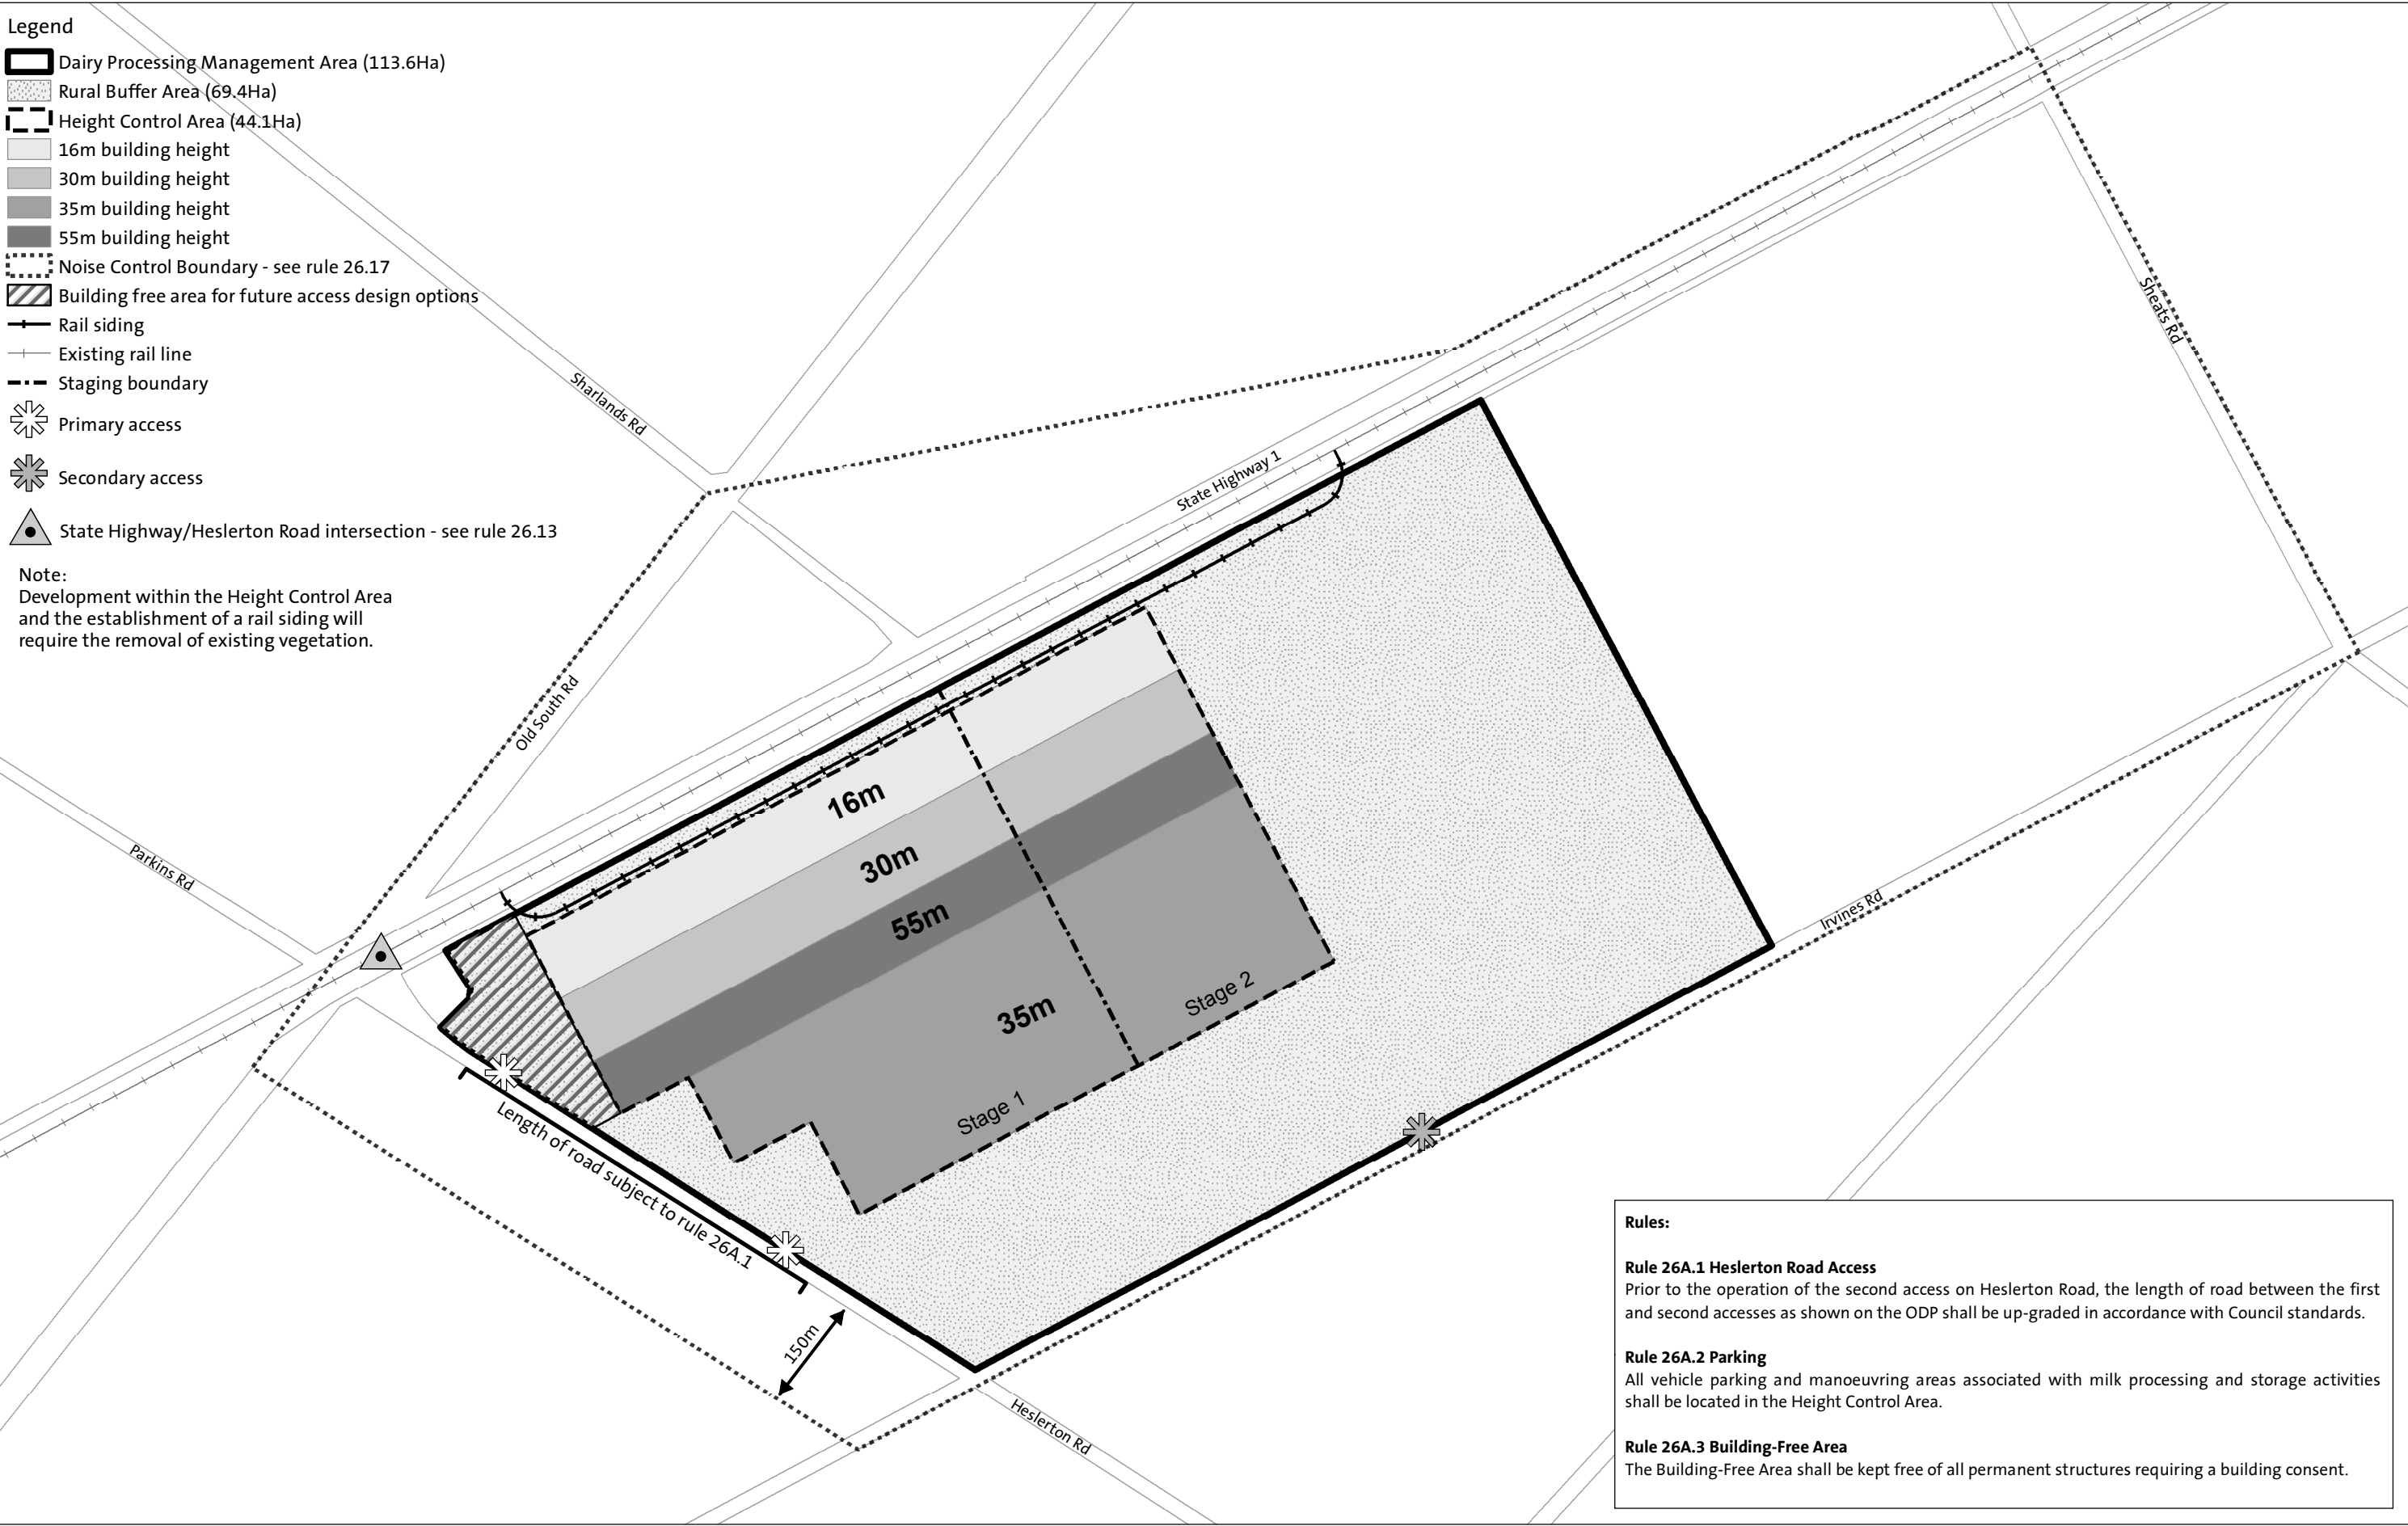 Legend
Dairy Processing Management Area (113.6Ha)
Rural Buffer Area (69.4Ha)
Height Control Area (44.1Ha)
16m building height
30m building height
35m building height
55m building height
Noise Control Boundary - see rule 26.17
Building free area for future access design options
Rail siding
Existing rail line
Staging boundary
Primary access
Secondary access
State Highway/Heslerton Road intersection - see rule 26.13
Note:
Development within the Height Control Area
and the establishment of a rail siding will
require the removal of existing vegetation.
Sharlands Rd
State Highway 1
Sheats Rd
Old South Rd
Parkins Rd
16m
30m
55m
35m
Stage 2
Stage 1
Irvines Rd
Length of road subject to rule 26A.1
150m
Heslerton Rd
Rules:
Rule 26A.1 Heslerton Road Access
Prior to the operation of the second access on Heslerton Road, the length of road between the first
and second accesses as shown on the ODP shall be up-graded in accordance with Council standards.
Rule 26A.2 Parking
All vehicle parking and manoeuvring areas associated with milk processing and storage activities
shall be located in the Height Control Area.
Rule 26A.3 Building-Free Area
The Building-Free Area shall be kept free of all permanent structures requiring a building consent.